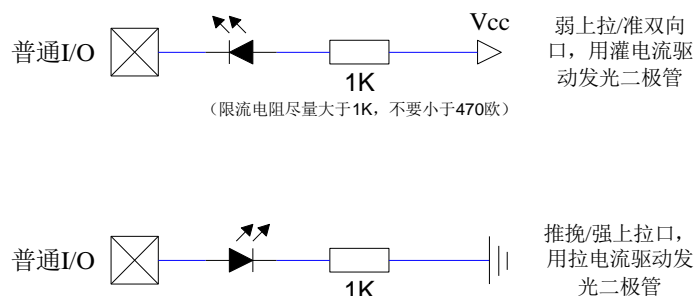 Vcc
普通I/O
1K
（限流电阻尽量大于1K，不要小于470欧）
弱上拉/准双向
口，用灌电流驱
动发光二极管
普通I/O
1K
推挽/强上拉口，
用拉电流驱动发
光二极管